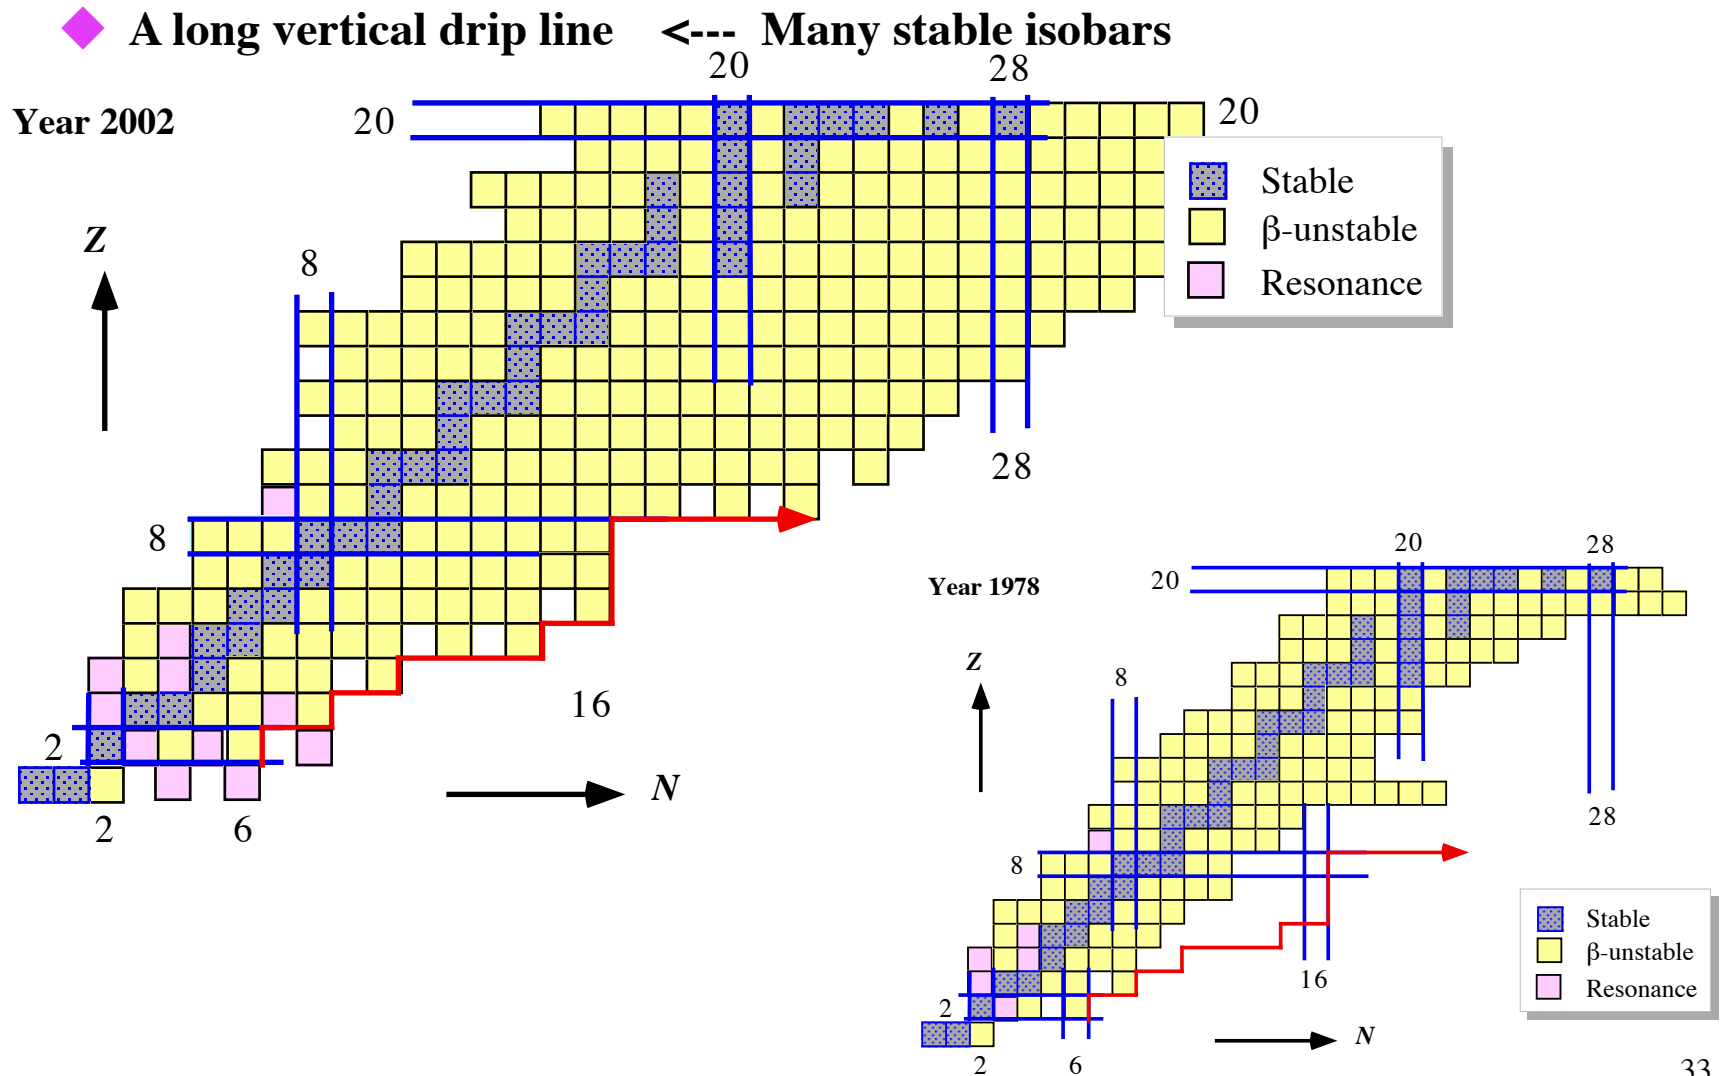 A long vertical drip line <--- Many stable isobars
20 28
Year 2002 20 20
Stable
β-unstable
Resonance
Z
8
28
8
16
2
N
2 6
20 28
Year 1978 20
Z
8
28
8
Stable
β-unstable
Resonance
16
2
N
2 6
33